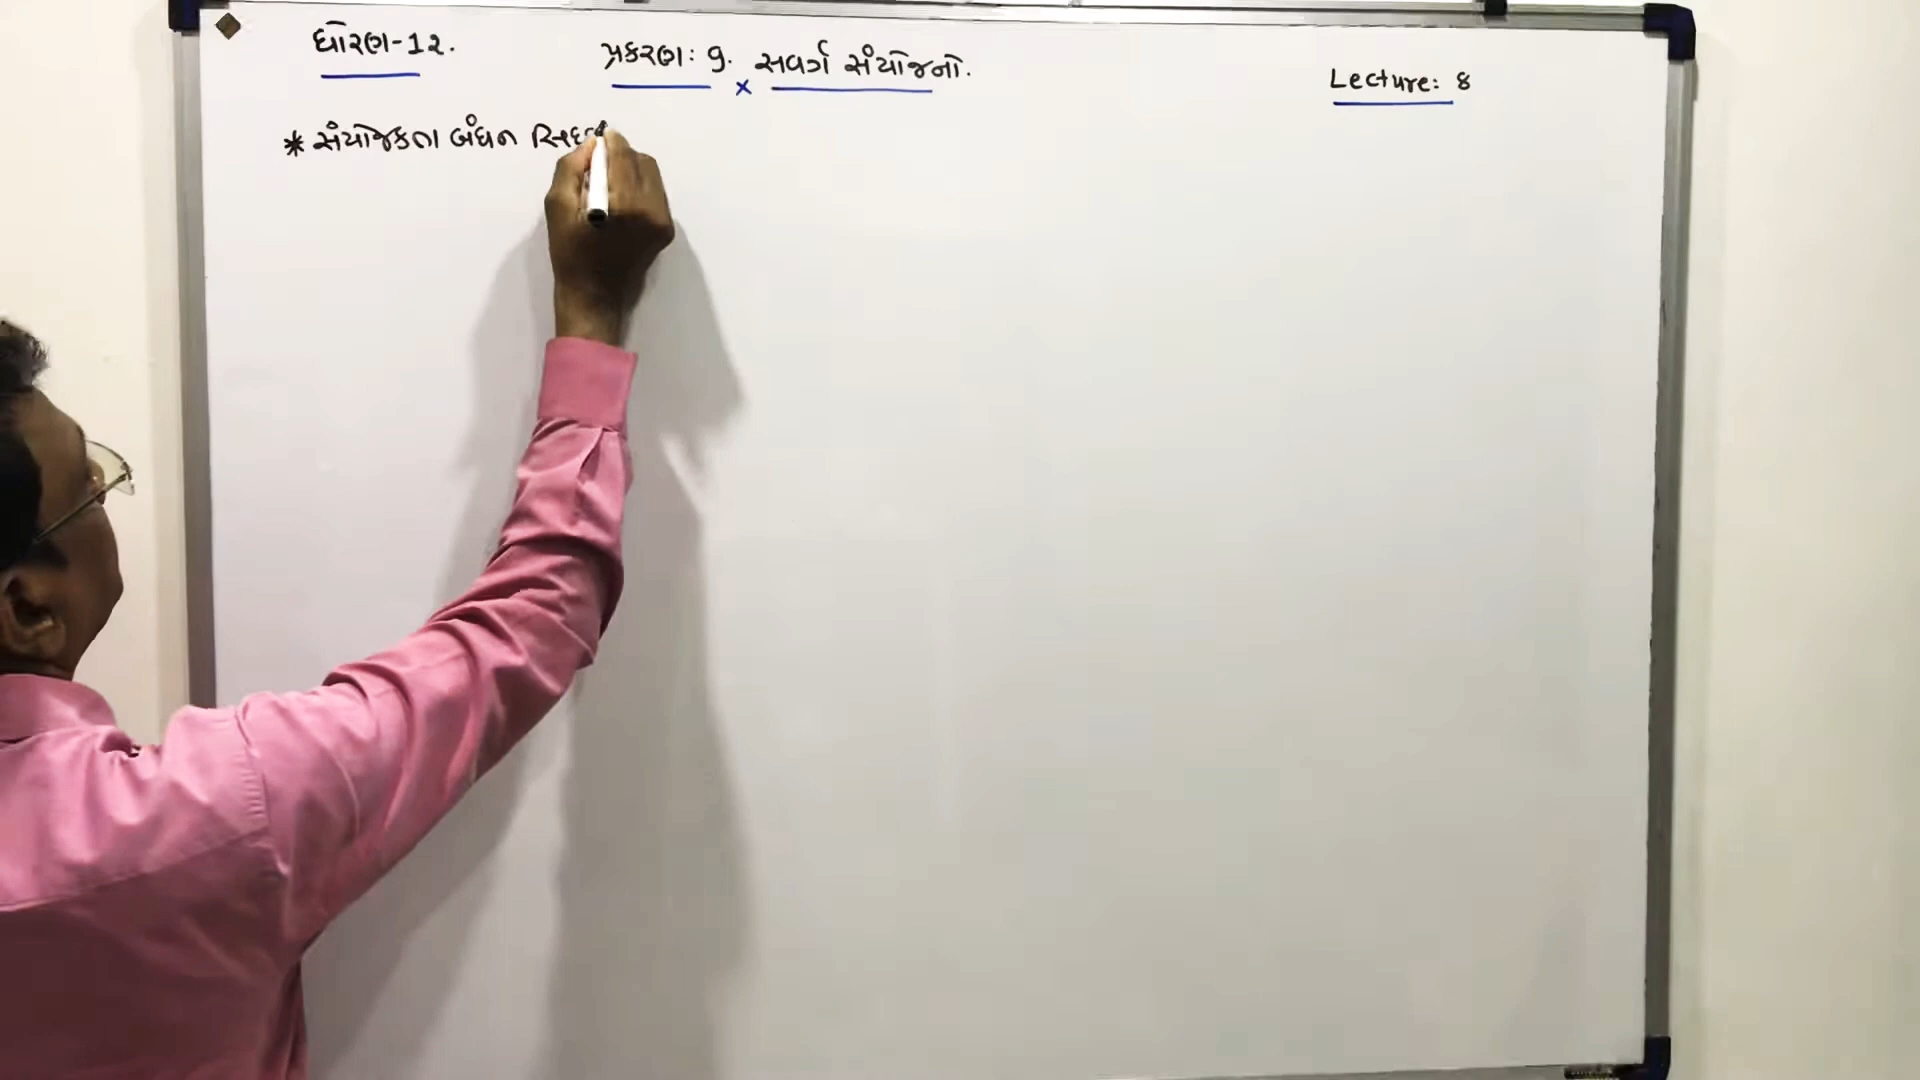 ધોરણ-12.
પ્રકરણ: 9. સવર્ગ સંયોજનો.
Lecture: 8
* સંયોજકતા બંધન